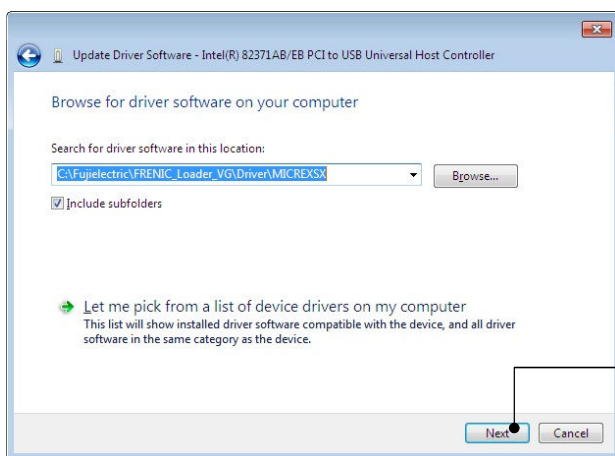 Update Driver Software - Intel(R) 82371AB/EB PCI to USB Universal Host Controller
Browse for driver software on your computer
Search for driver software in this location:
C:\Fujielectric\FRENIC_Loader_VG\Driver\MICREXSX
Browse...
Include subfolders
Let me pick from a list of device drivers on my computer
This list will show installed driver software compatible with the device, and all driver
software in the same category as the device.
Next
Cancel